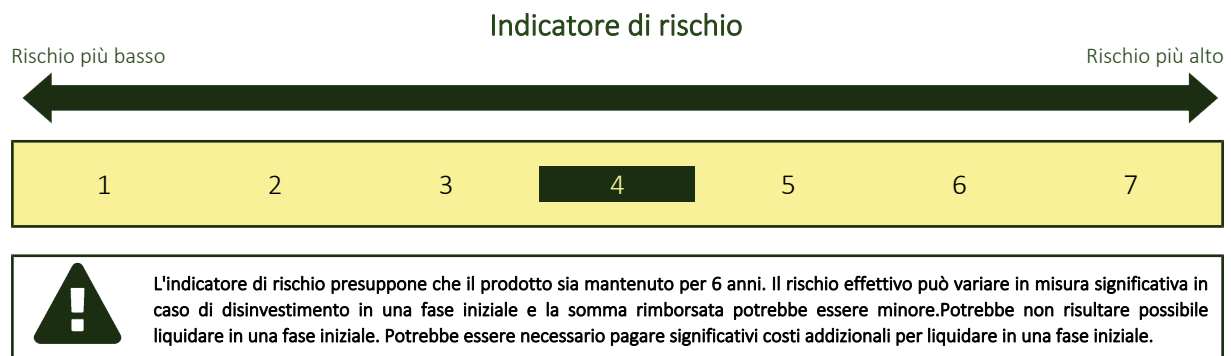 Indicatore di rischio
Rischio più basso
Rischio più alto
1 2 3 4 5 6 7
L'indicatore di rischio presuppone che il prodotto sia mantenuto per 6 anni. Il rischio effettivo può variare in misura significativa in
caso di disinvestimento in una fase iniziale e la somma rimborsata potrebbe essere minore.Potrebbe non risultare possibile
liquidare in una fase iniziale. Potrebbe essere necessario pagare significativi costi addizionali per liquidare in una fase iniziale.